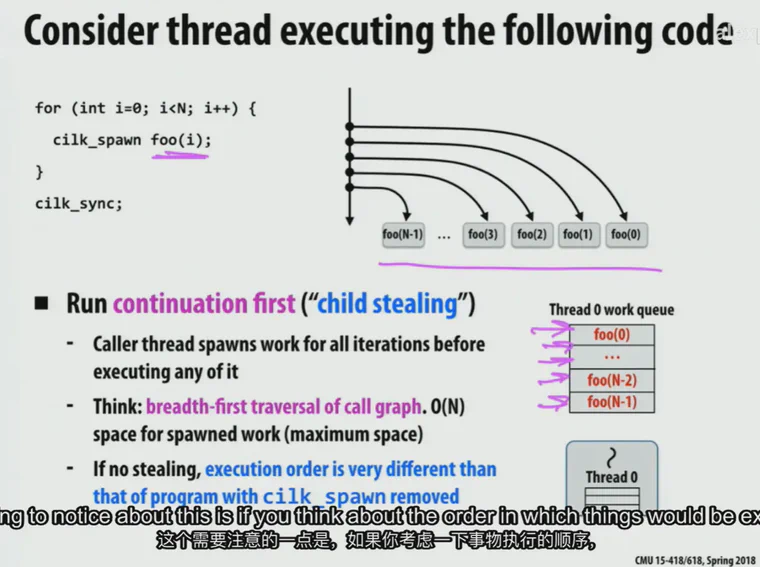 Consider thread executing the following code
for (int i=0; i<N; i++) {
cilk_spawn foo(i);
}
cilk_sync;
foo(N-1) ... foo(3) foo(2) foo(1) foo(0)
■ Run continuation first (“child stealing”)
- Caller thread spawns work for all iterations before
executing any of it
- Think: breadth-first traversal of call graph. O(N)
space for spawned work (maximum space)
- If no stealing, execution order is very different than
that of program with cilk_spawn removed
Thread 0 work queue
foo(0)
...
foo(N-2)
foo(N-1)
Thread 0
ng to notice about this is if you think about the order in which things would be ex
这个需要注意的一点是，如果你考虑一下事物执行的顺序，
CMU 15-418/618, Spring 2018